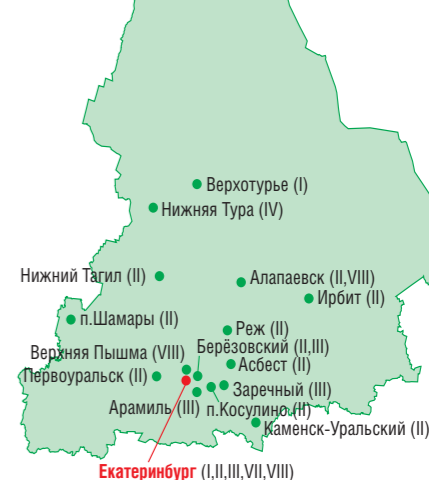 Верхотурье (I)
Нижняя Тура (IV)
Нижний Тагил (II)
Алапаевск (II,VIII)
Ирбит (II)
п.Шамары (II)
Реж (II)
Берёзовский (II,III)
Верхняя Пышма (VIII)
Асбест (II)
Первоуральск (II)
Заречный (III)
Арамиль (III)
п.Косулино (II)
Каменск-Уральский (II)
Екатеринбург (I,II,III,VII,VIII)